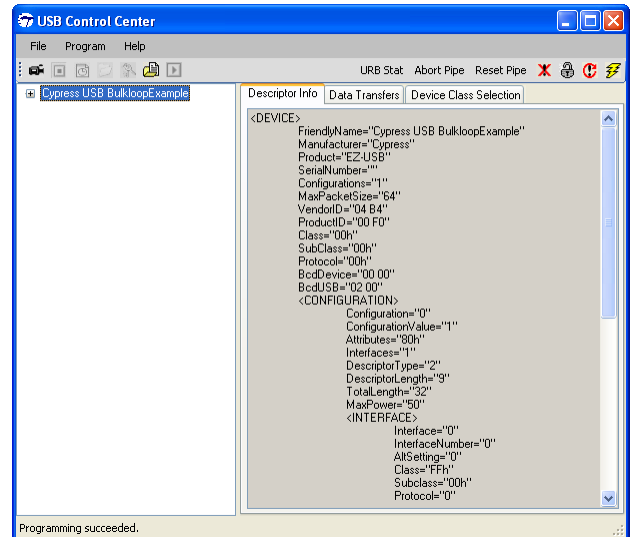 USB Control Center
File Program Help
URB Stat Abort Pipe Reset Pipe
Cypress USB BulkloopExample
Descriptor Info Data Transfers Device Class Selection
<DEVICE>
FriendlyName="Cypress USB BulkloopExample"
Manufacturer="Cypress"
Product="EZ-USB"
SerialNumber=""
Configurations="1"
MaxPacketSize="64"
VendorID="04 B4"
ProductID="00 F0"
Class="00h"
SubClass="00h"
Protocol="00h"
BcdDevice="00 00"
BcdUSB="02 00"
<CONFIGURATION>
Configuration="0"
ConfigurationValue="1"
Attributes="80h"
Interfaces="1"
DescriptorType="2"
DescriptorLength="9"
TotalLength="32"
MaxPower="50"
<INTERFACE>
Interface="0"
InterfaceNumber="0"
AltSetting="0"
Class="FFh"
Subclass="00h"
Protocol="0"
Programming succeeded.